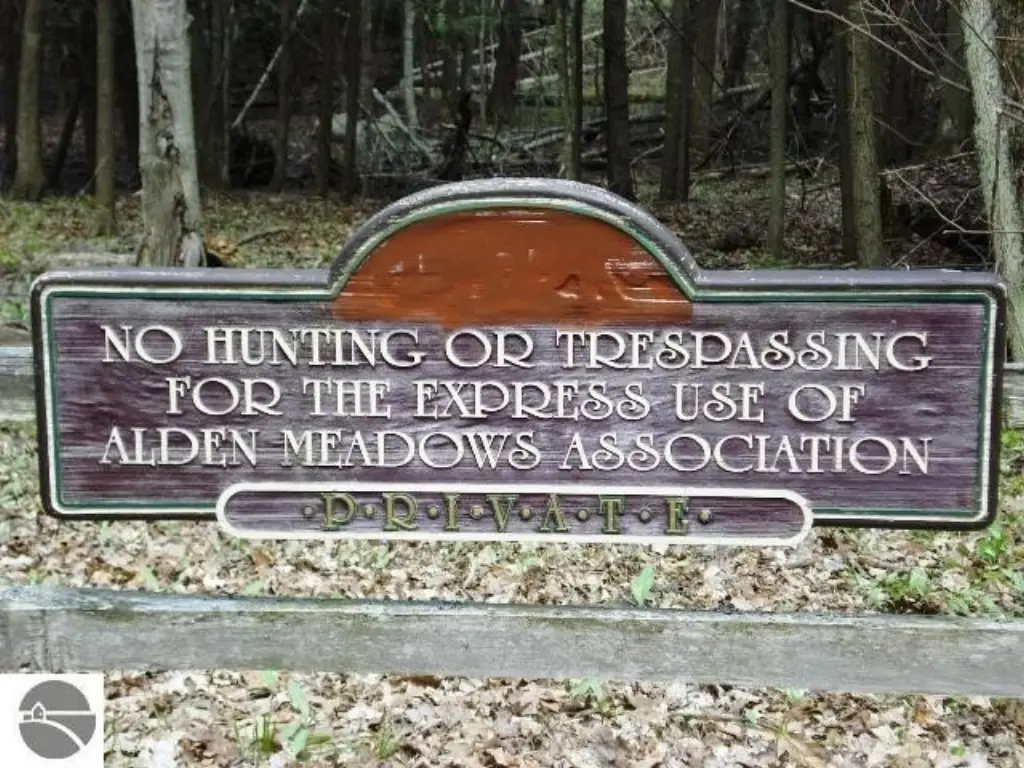 NO HUNTING OR TRESPASSING
FOR THE EXPRESS USE OF
ALDEN MEADOWS ASSOCIATION
·P·R·I·V·A·T·E·